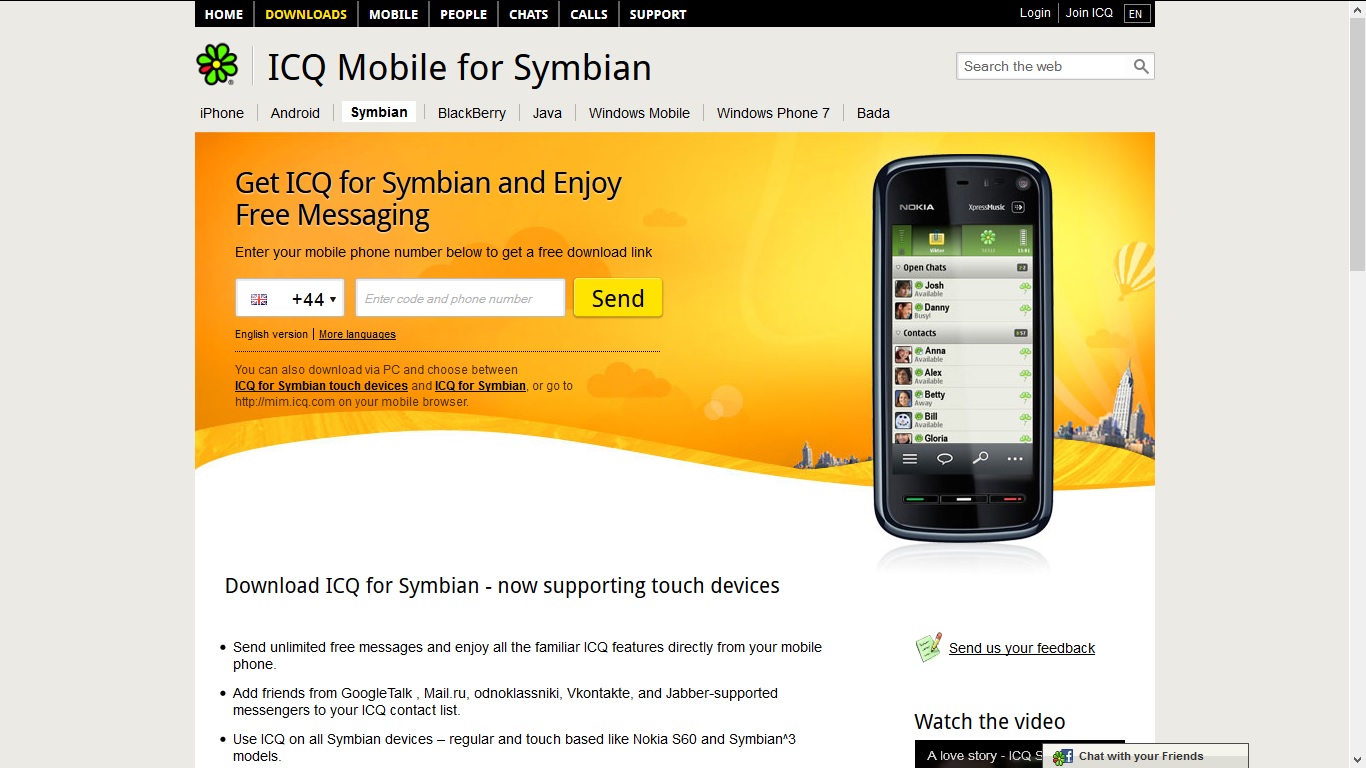 HOME DOWNLOADS MOBILE PEOPLE CHATS CALLS SUPPORT Login Join ICQ EN
ICQ Mobile for Symbian
Search the web
iPhone Android Symbian BlackBerry Java Windows Mobile Windows Phone 7 Bada
Get ICQ for Symbian and Enjoy
Free Messaging
Enter your mobile phone number below to get a free download link
+44 Enter code and phone number Send
English version | More languages
You can also download via PC and choose between
ICQ for Symbian touch devices and ICQ for Symbian, or go to
http://mim.icq.com on your mobile browser.
NOKIA XpressMusic
Viktor
Open Chats
Josh
Available
Danny
Busy!
Contacts
Anna
Available
Alex
Available
Betty
Away
Bill
Available
Gloria
Download ICQ for Symbian - now supporting touch devices
• Send unlimited free messages and enjoy all the familiar ICQ features directly from your mobile
phone.
• Add friends from GoogleTalk , Mail.ru, odnoklassniki, Vkontakte, and Jabber-supported
messengers to your ICQ contact list.
• Use ICQ on all Symbian devices – regular and touch based like Nokia S60 and Symbian^3
models.
Send us your feedback
Watch the video
A love story - ICQ S
Chat with your Friends